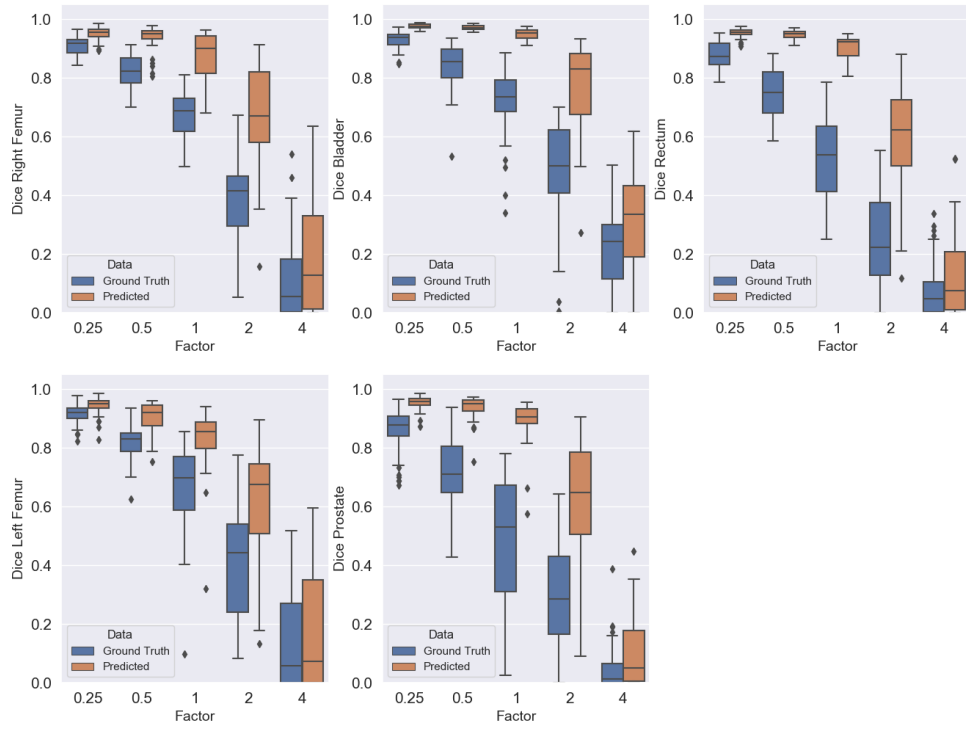 1.0
0.8
0.6
0.4
0.2
0.0
Dice Right Femur
Data
Ground Truth
Predicted
0.25 0.5 1 2 4
Factor
1.0
0.8
0.6
0.4
0.2
0.0
Dice Bladder
Data
Ground Truth
Predicted
0.25 0.5 1 2 4
Factor
1.0
0.8
0.6
0.4
0.2
0.0
Dice Rectum
Data
Ground Truth
Predicted
0.25 0.5 1 2 4
Factor
1.0
0.8
0.6
0.4
0.2
0.0
Dice Left Femur
Data
Ground Truth
Predicted
0.25 0.5 1 2 4
Factor
1.0
0.8
0.6
0.4
0.2
0.0
Dice Prostate
Data
Ground Truth
Predicted
0.25 0.5 1 2 4
Factor